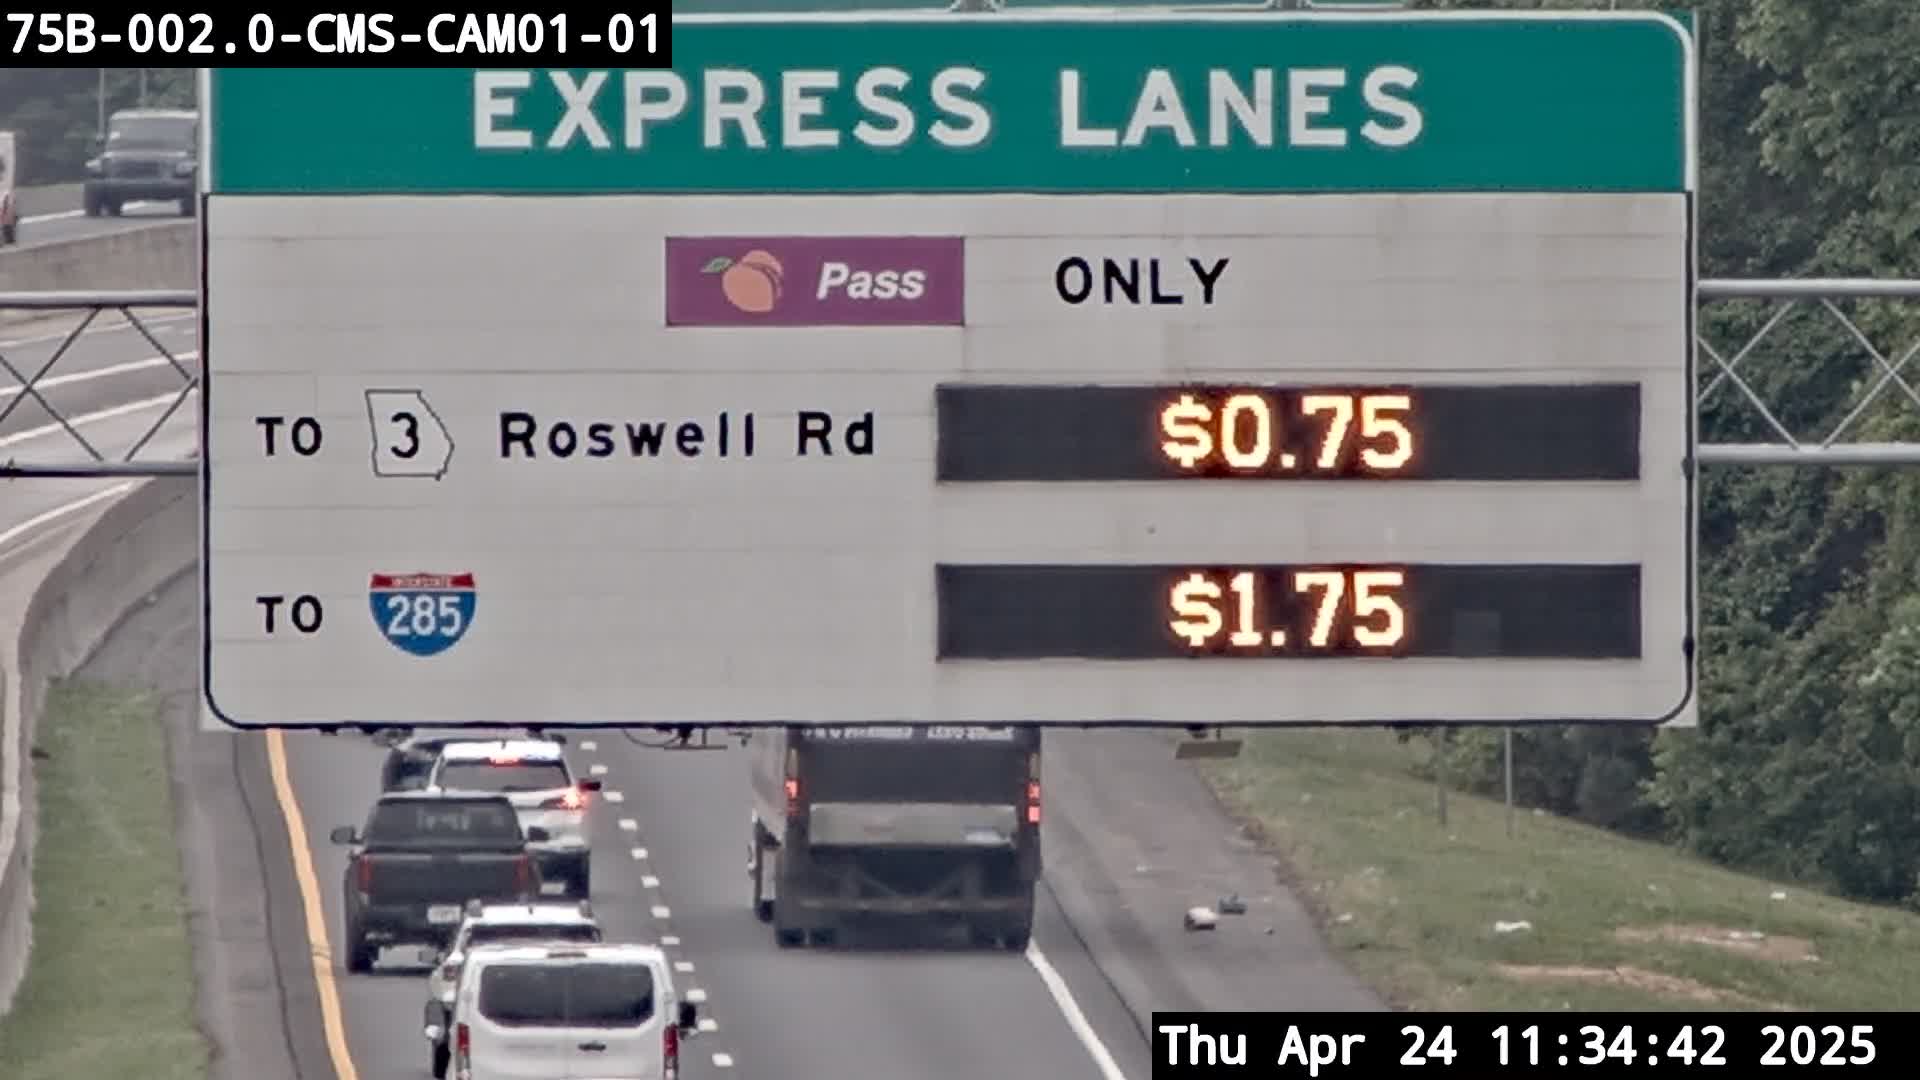 75B-002.0-CMS-CAM01-01
EXPRESS LANES
Pass ONLY
TO 3 Roswell Rd $0.75
INTERSTATE
TO 285 $1.75
Thu Apr 24 11:34:42 2025